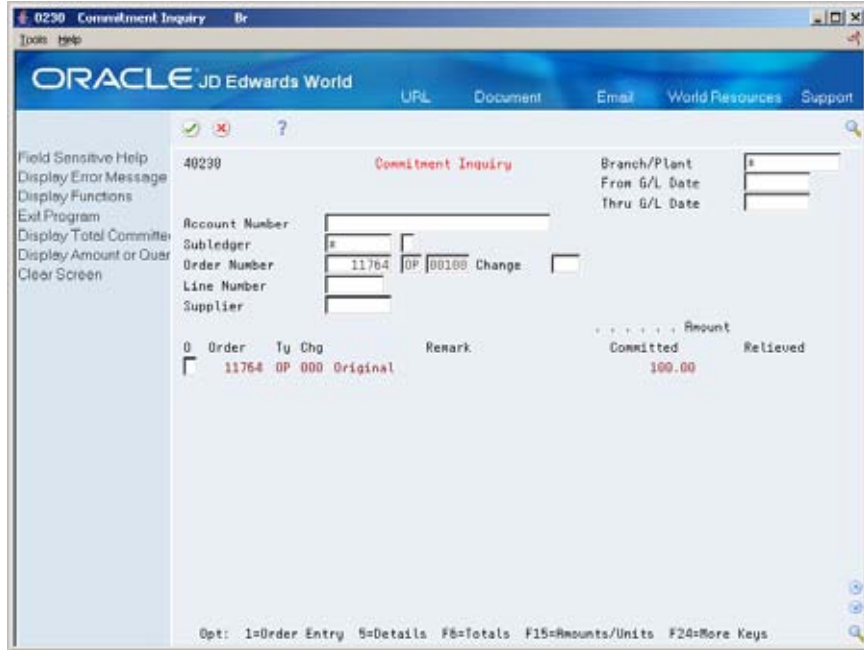 0230 Commitment Inquiry Br
Tools Help
ORACLE JD Edwards World
URL Document Email World Resources Support
?
Field Sensitive Help
Display Error Message
Display Functions
Exit Program
Display Total Committe
Display Amount or Quan
Clear Screen
40230 Commitment Inquiry Branch/Plant *
From G/L Date
Thru G/L Date
Account Number
Subledger *
Order Number 11764 OP 00100 Change
Line Number
Supplier
. . . . . . Amount
O Order Ty Chg Remark Committed Relieved
11764 OP 000 Original 100.00
Opt: 1=Order Entry 5=Details F6=Totals F15=Amounts/Units F24=More Keys